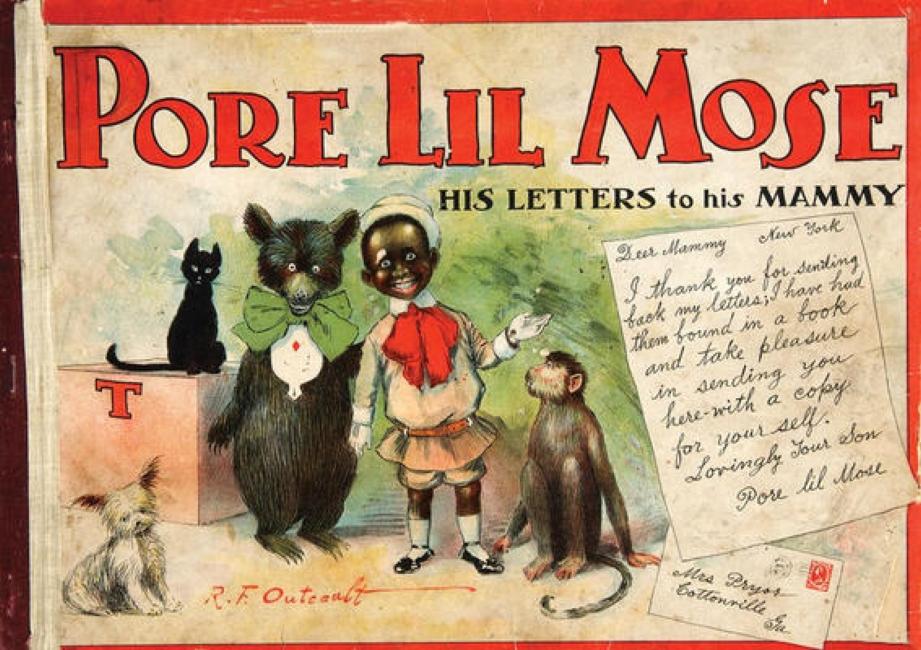 PORE LIL MOSE
HIS LETTERS to his MAMMY
Deer Mammy New York
I thank you for sending
back my letters; I have had
them bound in a book
and take pleasure
in sending you
here-with a copy
for your self.
Lovingly Your Son
Pore lil Mose
T
R. F. Outcault
Mrs Pryor
Cottonville
Ga.